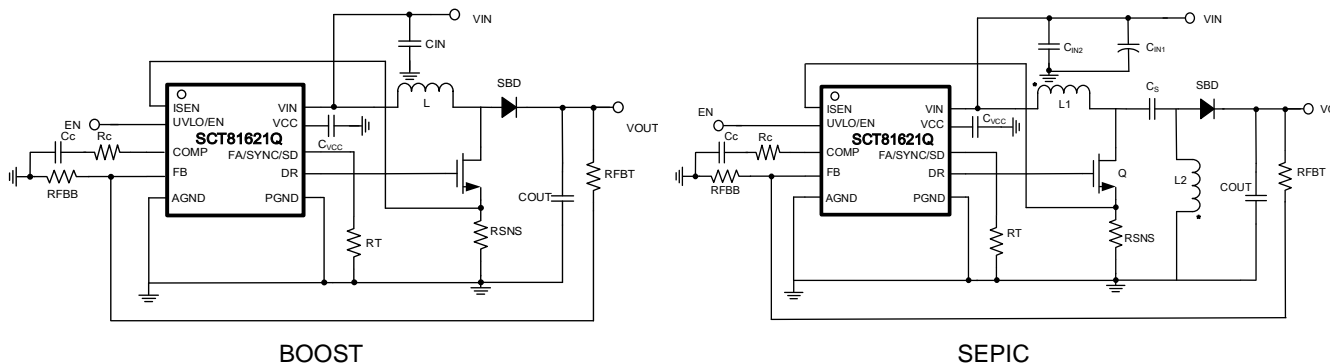 VIN
CIN
L
SBD
ISEN
VIN
EN
UVLO/EN
VCC
SCT81621Q
CVCC
VOUT
Cc
Rc
COMP
FA/SYNC/SD
FB
DR
RFBB
RFBT
COUT
AGND
PGND
RSNS
RT
BOOST
VIN
CIN2
CIN1
ISEN
VIN
L1
CS
SBD
EN
UVLO/EN
VCC
SCT81621Q
CVCC
Cc
Rc
COMP
FA/SYNC/SD
FB
DR
Q
RFBB
L2
COUT
RFBT
AGND
PGND
RSNS
RT
SEPIC